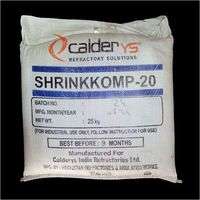 calderys
REFRACTORY SOLUTIONS
SHRINKKOMP-20
BATCH NO
MFG. MONTH/YEAR
NET WT. 25 kg
(FOR INDUSTRIAL USE ONLY, FOLLOW INSTRUCTION FOR USE)
BEST BEFORE : 9 MONTHS
Manufactured For
Calderys India Refractories Ltd.